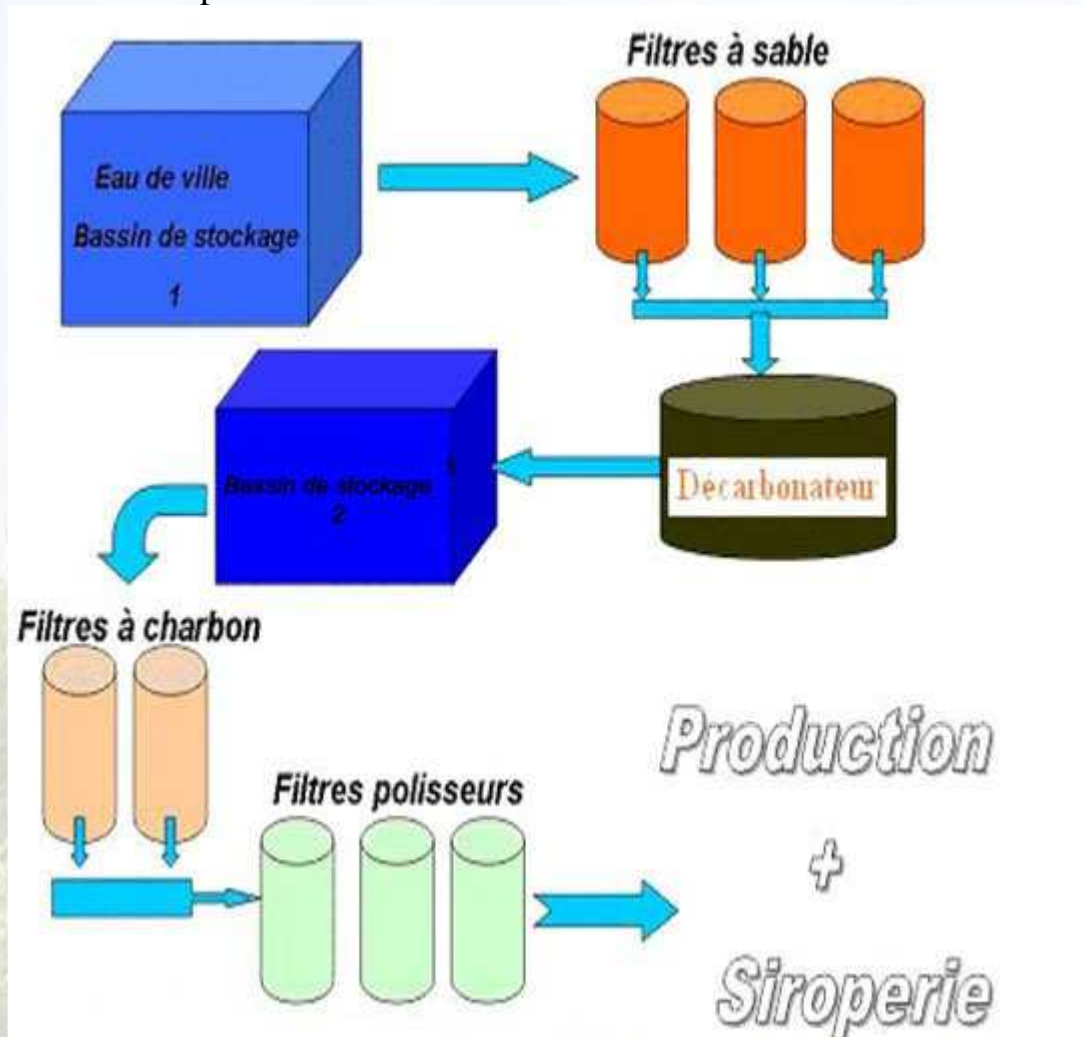 Filtres à sable
Eau de ville
Bassin de stockage
1
Bassin de stockage
2
Décarbonateur
Filtres à charbon
Filtres polisseurs
Production
+
Siroperie